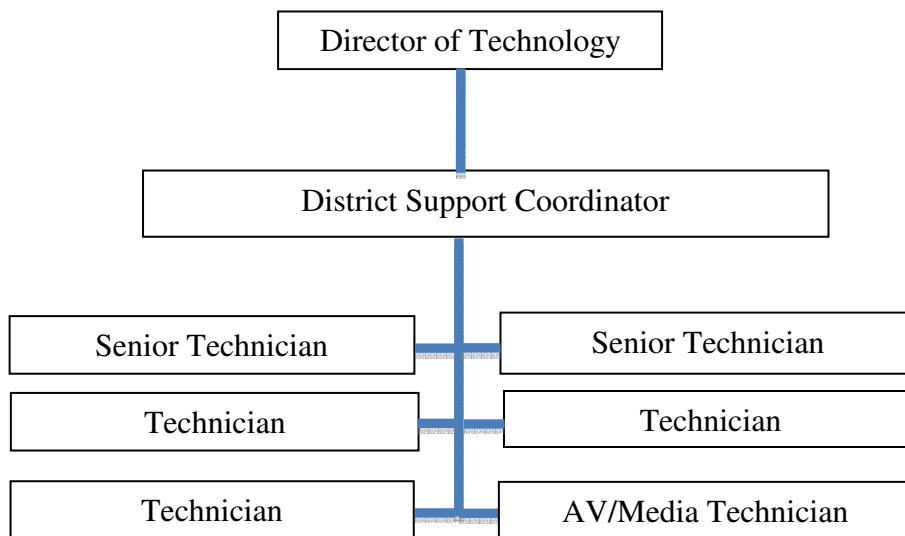 Director of Technology
District Support Coordinator
Senior Technician
Senior Technician
Technician
Technician
Technician
AV/Media Technician